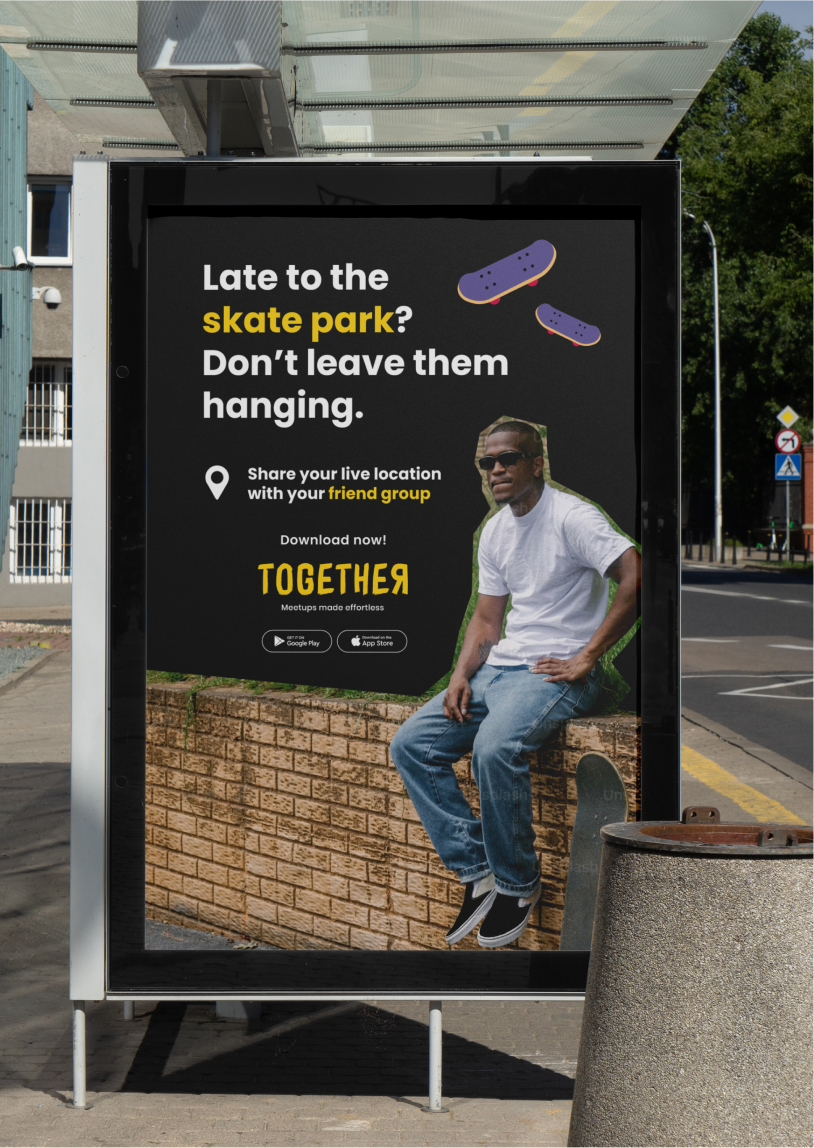 Late to the
skate park?
Don't leave them
hanging.
Share your live location
with your friend group
Download now!
TOGETHER
Meetups made effortless
GET IT ON
Google Play
Download on the
App Store